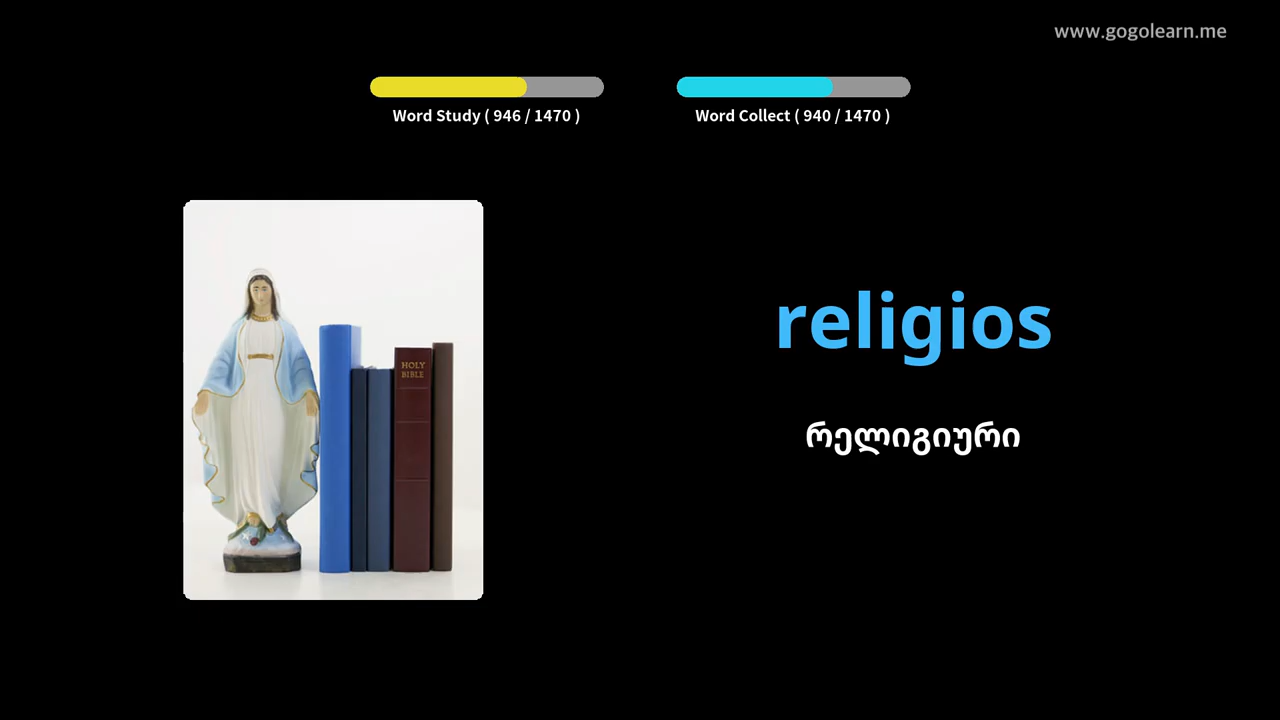 www.gogolearn.me
Word Study ( 946 / 1470 )
Word Collect ( 940 / 1470 )
HOLY
BIBLE
religios
რელიგიური